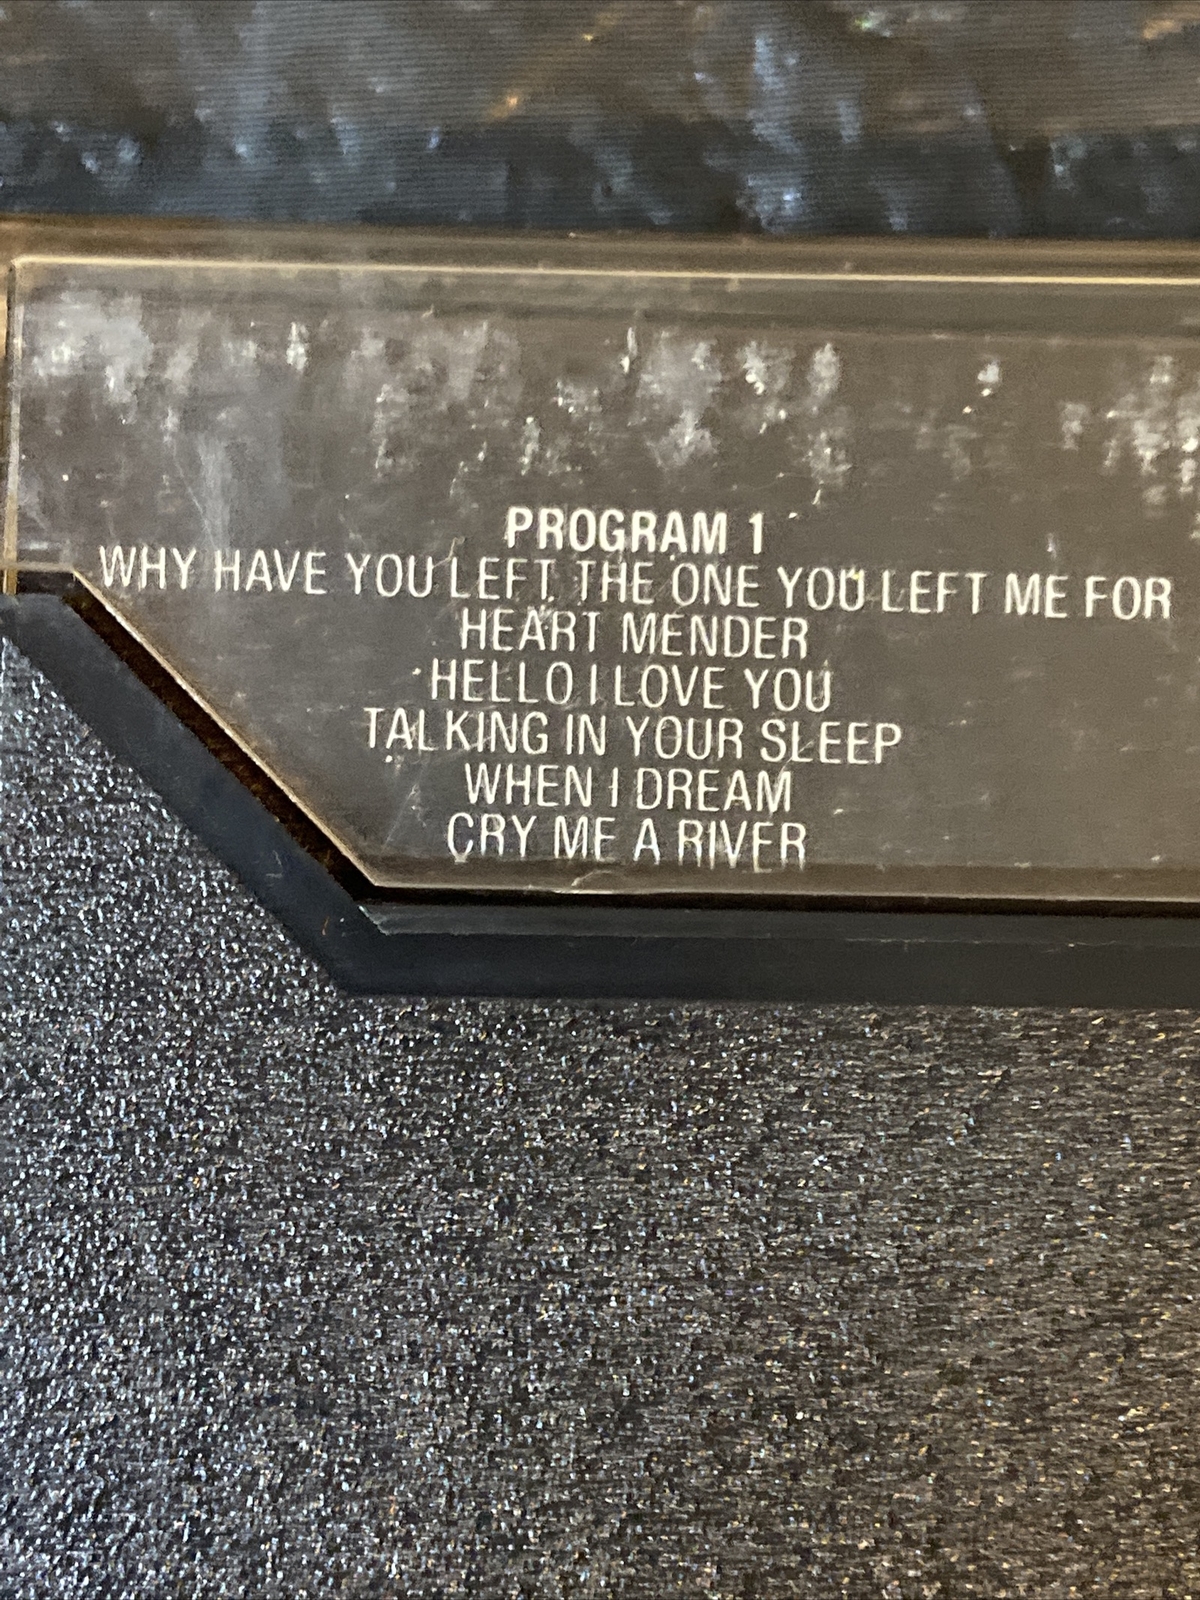 PROGRAM 1
WHY HAVE YOU LEFT THE ONE YOU LEFT ME FOR
HEART MENDER
HELLO I LOVE YOU
TALKING IN YOUR SLEEP
WHEN I DREAM
CRY ME A RIVER